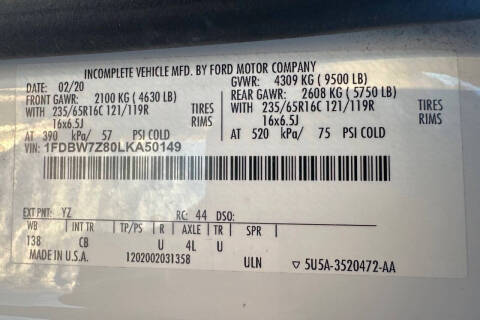 INCOMPLETE VEHICLE MFD. BY FORD MOTOR COMPANY
DATE: 02/20 GVWR: 4309 KG ( 9500 LB)
FRONT GAWR: 2100 KG ( 4630 LB) REAR GAWR: 2608 KG ( 5750 LB)
WITH 235/65R16C 121/119R TIRES WITH 235/65R16C 121/119R TIRES
16x6.5J RIMS 16x6.5J RIMS
AT 390 kPa/ 57 PSI COLD AT 520 kPa/ 75 PSI COLD
VIN: 1FDBW7Z80LKA50149
EXT PNT: YZ RC: 44 DSO:
WB INT TR TP/PS R AXLE TR SPR
138 CB U 4L U
MADE IN U.S.A. 1202002031358 ULN ▽ 5U5A-3520472-AA